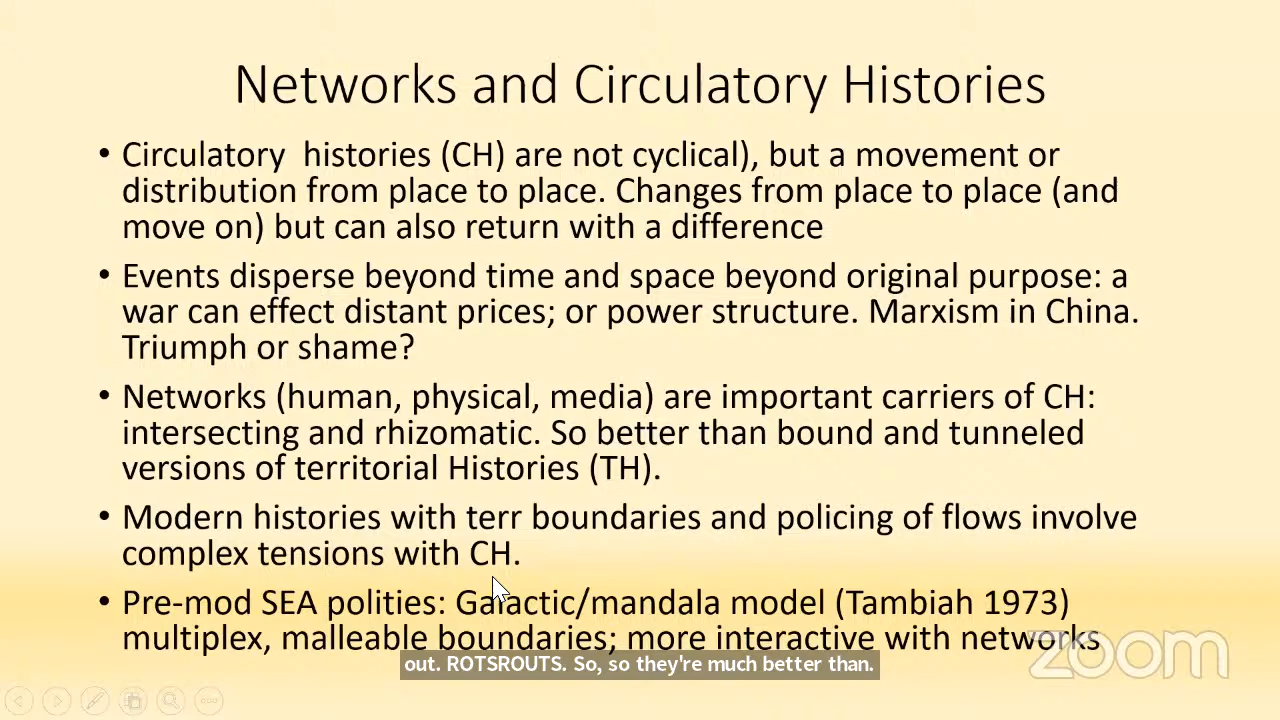 Networks and Circulatory Histories
• Circulatory  histories (CH) are not cyclical), but a movement or
distribution from place to place. Changes from place to place (and
move on) but can also return with a difference
• Events disperse beyond time and space beyond original purpose: a
war can effect distant prices; or power structure. Marxism in China.
Triumph or shame?
• Networks (human, physical, media) are important carriers of CH:
intersecting and rhizomatic. So better than bound and tunneled
versions of territorial Histories (TH).
• Modern histories with terr boundaries and policing of flows involve
complex tensions with CH.
• Pre-mod SEA polities: Galactic/mandala model (Tambiah 1973)
multiplex, malleable boundaries; more interactive with networks
zoom
out. ROTSROUTS. So, so they're much better than.